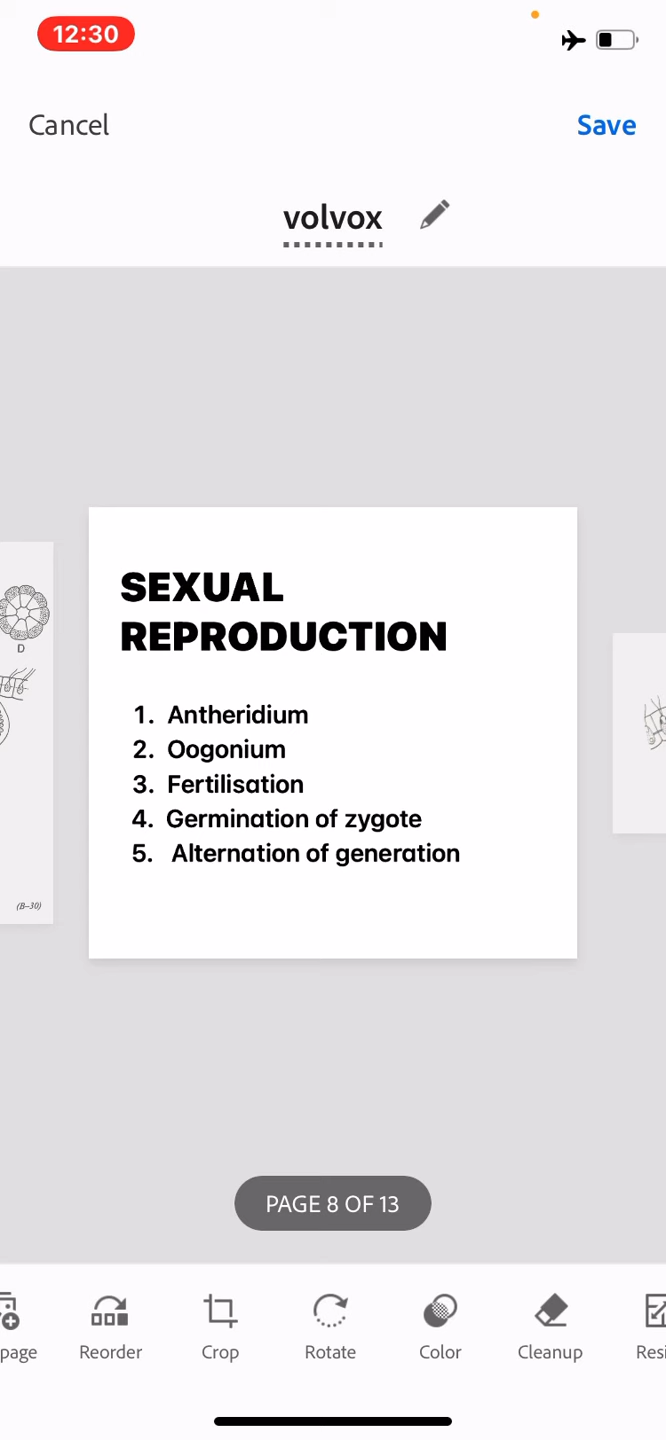 12:30
Cancel
Save
volvox
D
(B–30)
SEXUAL
REPRODUCTION
1. Antheridium
2. Oogonium
3. Fertilisation
4. Germination of zygote
5. Alternation of generation
PAGE 8 OF 13
page
Reorder
Crop
Rotate
Color
Cleanup
Resi